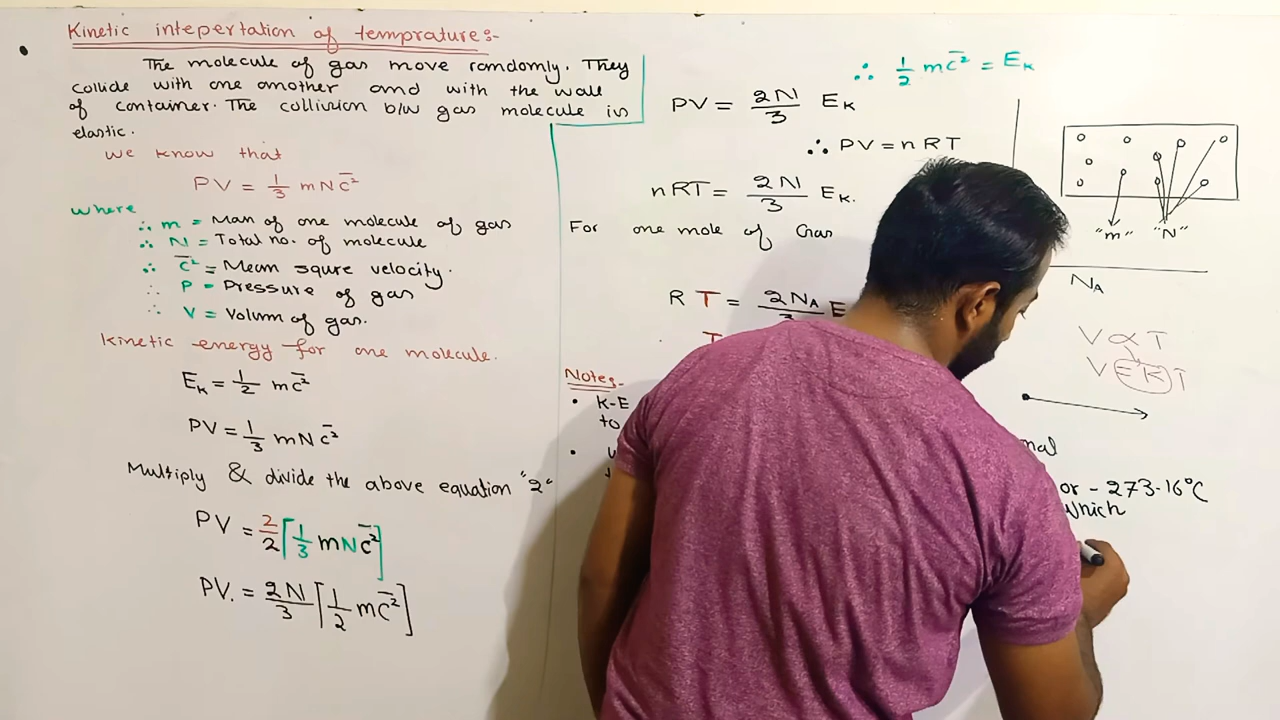 Kinetic intepertation of temprature:-
The molecule of gas move randomly. They
collide with one another and with the wall
of container. The collision b/w gas molecule is
elastic.
we know that
PV = 1/3 mNc̄²
where
∴ m = Mass of one molecule of gas
∴ N = Total no. of molecule
∴ c̄² = Mean squre velocity.
∴ P = Pressure of gas
∴ V = Volum of gas.
Kinetic energy for one molecule.
Eₖ = 1/2 mc̄²
PV = 1/3 mNc̄²
Multiply & divide the above equation "2"
PV = 2/2 [1/3 mNc̄²]
PV. = 2N/3 [1/2 mc̄²]
∴ 1/2 mc̄² = Eₖ
PV = 2N/3 Eₖ
∴ PV = nRT
nRT = 2N/3 Eₖ.
For one mole of Gas
RT = 2Nᴀ/3 E
T
Notes-
• K-E
to
•
"m" "N"
Nᴀ
V ∝ T
V = KT
or - 273.16°C
which